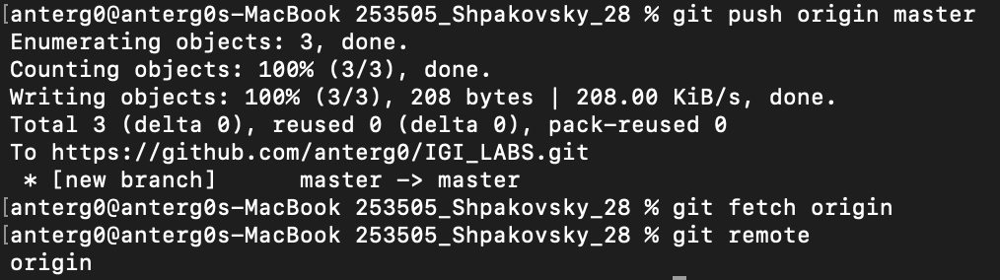 [anterg0@anterg0s-MacBook 253505_Shpakovsky_28 % git push origin master
Enumerating objects: 3, done.
Counting objects: 100% (3/3), done.
Writing objects: 100% (3/3), 208 bytes | 208.00 KiB/s, done.
Total 3 (delta 0), reused 0 (delta 0), pack-reused 0
To https://github.com/anterg0/IGI_LABS.git
 * [new branch]      master -> master
[anterg0@anterg0s-MacBook 253505_Shpakovsky_28 % git fetch origin
[anterg0@anterg0s-MacBook 253505_Shpakovsky_28 % git remote
origin